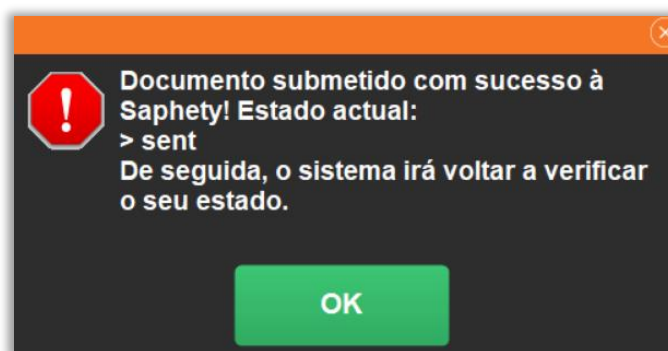 Documento submetido com sucesso à
Saphety! Estado actual:
> sent
De seguida, o sistema irá voltar a verificar
o seu estado.
OK